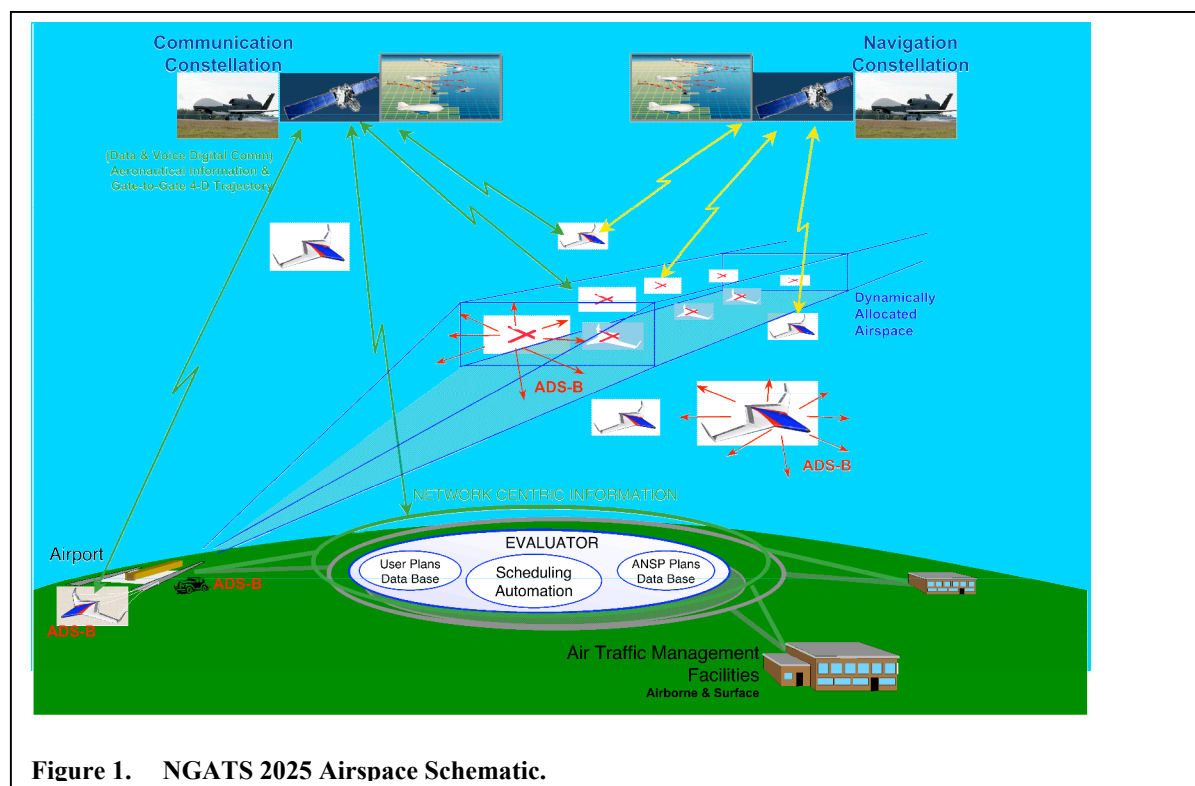 Communication
Constellation
Navigation
Constellation
(Data & Voice Digital Comm)
Aeronautical Information &
Gate-to-Gate 4-D Trajectory
Dynamically
Allocated
Airspace
ADS-B
ADS-B
NETWORK CENTRIC INFORMATION
Airport
EVALUATOR
User Plans
Data Base
Scheduling
Automation
ANSP Plans
Data Base
ADS-B
ADS-B
Air Traffic Management
Facilities
Airborne & Surface
Figure 1. NGATS 2025 Airspace Schematic.